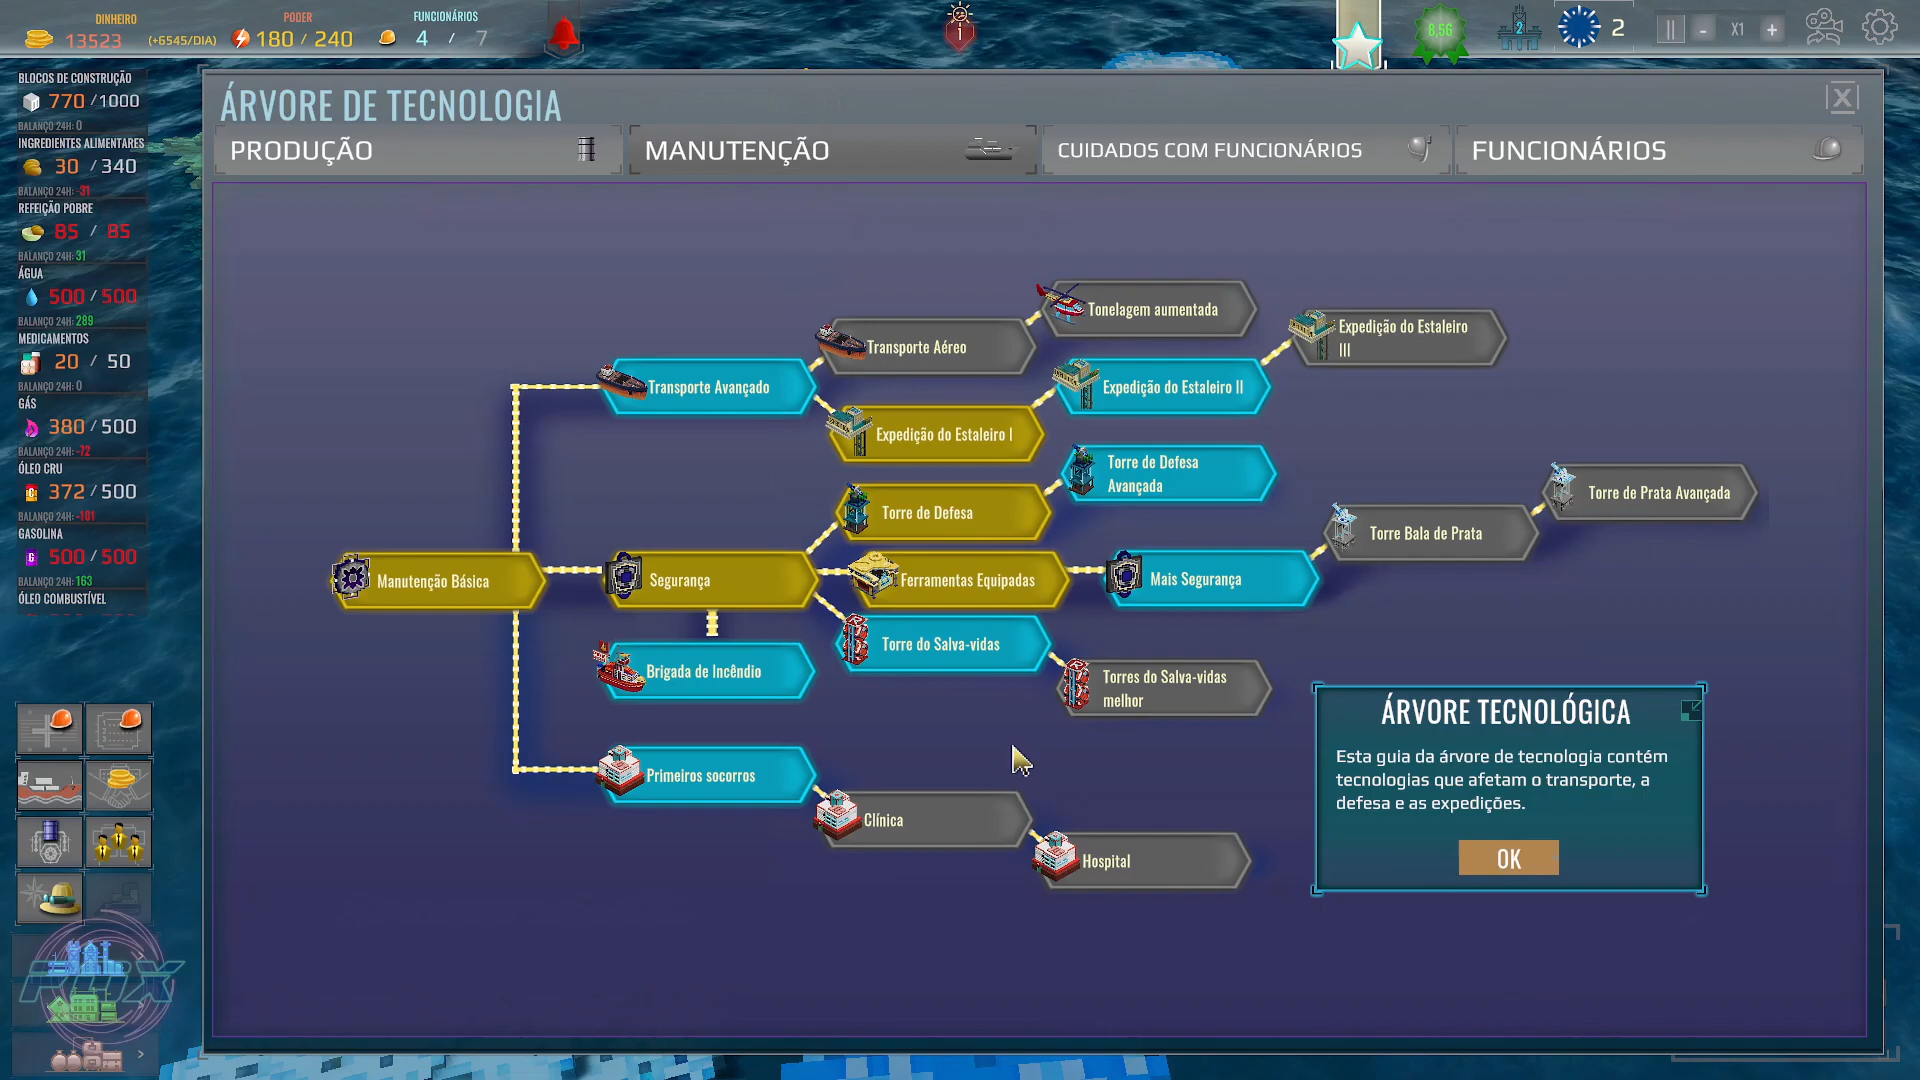 DINHEIRO
13523 (+6545/DIA)
PODER
180 / 240
FUNCIONÁRIOS
4 / 7
1
8,56
2
2
X1
BLOCOS DE CONSTRUÇÃO
770 /1000
BALANÇO 24H: 0
INGREDIENTES ALIMENTARES
30 /340
BALANÇO 24H: -31
REFEIÇÃO POBRE
85 / 85
BALANÇO 24H: 31
ÁGUA
500/500
BALANÇO 24H: 289
MEDICAMENTOS
20 / 50
BALANÇO 24H: 0
GÁS
380/500
BALANÇO 24H: -72
ÓLEO CRU
372/500
BALANÇO 24H: -101
GASOLINA
500/500
BALANÇO 24H: 163
ÓLEO COMBUSTÍVEL
ÁRVORE DE TECNOLOGIA
X
PRODUÇÃO
MANUTENÇÃO
CUIDADOS COM FUNCIONÁRIOS
FUNCIONÁRIOS
Tonelagem aumentada
Expedição do Estaleiro
III
Transporte Aéreo
Transporte Avançado
Expedição do Estaleiro II
Expedição do Estaleiro I
Torre de Defesa
Avançada
Torre de Prata Avançada
Torre de Defesa
Torre Bala de Prata
Manutenção Básica
Segurança
Ferramentas Equipadas
Mais Segurança
Torre do Salva-vidas
Brigada de Incêndio
Torres do Salva-vidas
melhor
Primeiros socorros
Clínica
Hospital
ÁRVORE TECNOLÓGICA
Esta guia da árvore de tecnologia contém
tecnologias que afetam o transporte, a
defesa e as expedições.
OK